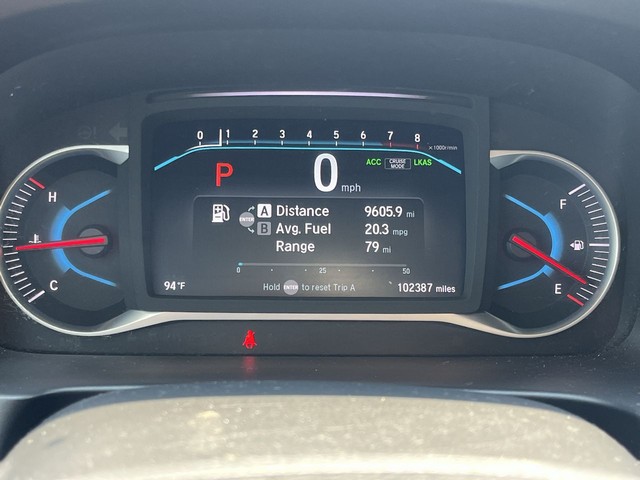 0 1 2 3 4 5 6 7 8
x1000r/min
P 0 mph
ACC CRUISE MODE LKAS
H
C
F
E
ENTER
A Distance 9605.9 mi
B Avg. Fuel 20.3 mpg
Range 79 mi
0 25 50
94°F
Hold ENTER to reset Trip A
102387 miles